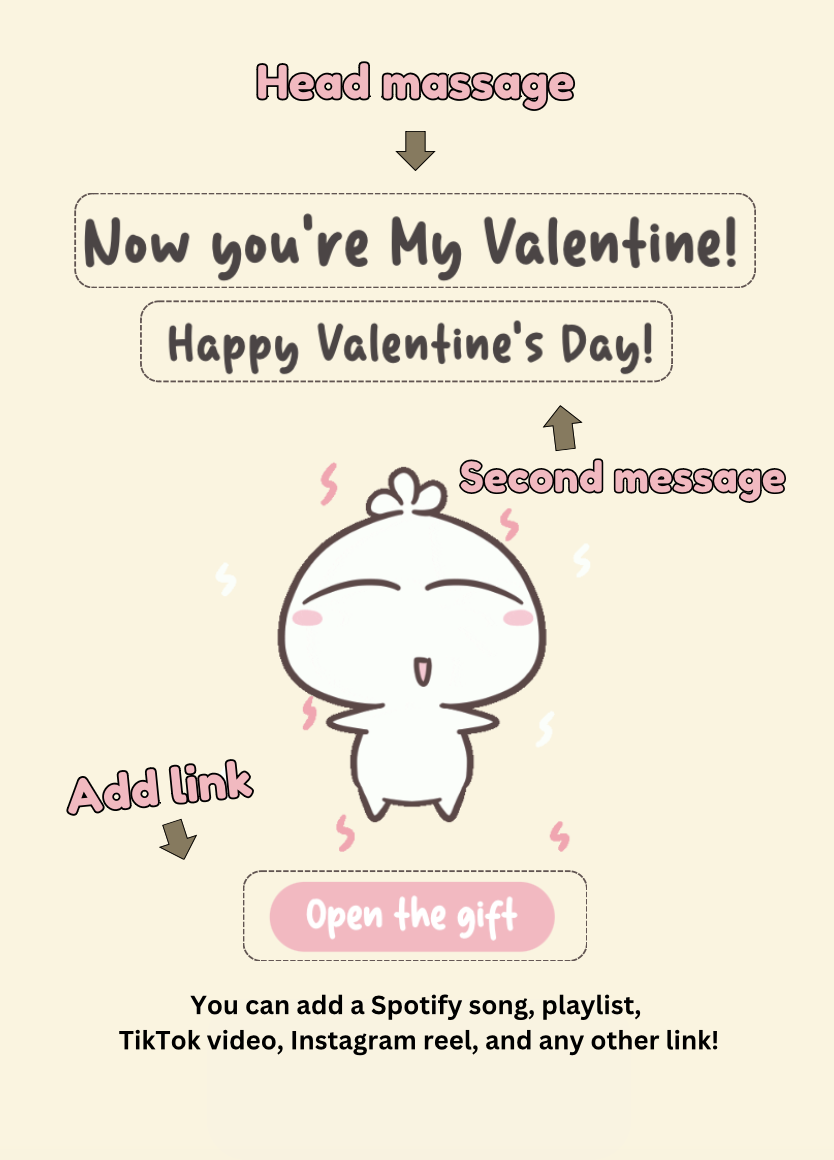 Head massage
Now you're My Valentine!
Happy Valentine's Day!
Second message
Add link
Open the gift
You can add a Spotify song, playlist,
TikTok video, Instagram reel, and any other link!